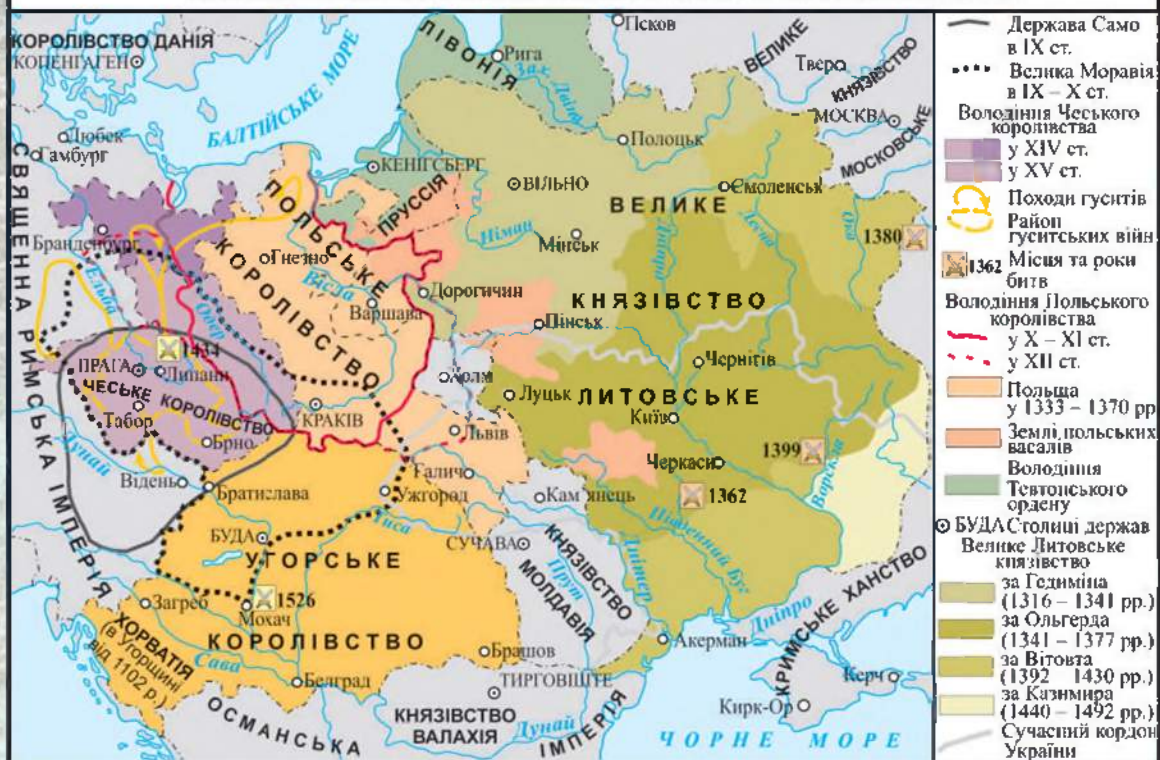 КОРОЛІВСТВО ДАНІЯ
КОПЕНГАГЕН
БАЛТІЙСЬКЕ МОРЕ
ЛІВОНІЯ
Рига
Зах. Двіна
Псков
ВЕЛИКЕ
КНЯЗІВСТВО
МОСКОВСЬКЕ
Тверь
МОСКВА
Любек
Гамбург
СВЯЩЕННА РИМСЬКА ІМПЕРІЯ
КЕНІГСБЕРГ
ПРУССІЯ
Полоцьк
ВІЛЬНО
Смоленськ
ВЕЛИКЕ
Німан
Мінськ
Дніпро
Десна
Ока
1380
Бранденбург
ПОЛЬСЬКЕ
КОРОЛІВСТВО
Гнезно
Вісла
Варшава
Дорогичин
КНЯЗІВСТВО
Пінськ
Ельба
Одер
1434
ПРАГА
Липани
ЧЕСЬКЕ КОРОЛІВСТВО
Табор
Брно
КРАКІВ
Холм
Луцьк
ЛИТОВСЬКЕ
Чернігів
Київ
Львів
Галич
Черкаси
1399
Ворскла
1362
Дунай
Відень
Братислава
Ужгород
Кам'янець
Тиса
БУДА
УГОРСЬКЕ
СУЧАВА
КНЯЗІВСТВО
МОЛДАВІЯ
Прут
Дністер
Південний Буг
Загреб
1526
Мохач
КОРОЛІВСТВО
ХОРВАТІЯ
(в Угорщині
від 1102 р.)
Сава
Белград
Брашов
ТИРГОВІШТЕ
КНЯЗІВСТВО
ВАЛАХІЯ
Дунай
ОСМАНСЬКА
ІМПЕРІЯ
Акерман
Дніпро
КРИМСЬКЕ ХАНСТВО
Керч
Кирк-Ор
ЧОРНЕ МОРЕ
Держава Само
в ІХ ст.
Велика Моравія
в ІХ – Х ст.
Володіння Чеського
королівства
у XIV ст.
у XV ст.
Походи гуситів
Район
гуситських війн
1362
Місця та роки
битв
Володіння Польського
королівства
у Х – ХІ ст.
у ХІІ ст.
Польща
у 1333 – 1370 рр
Землі польських
васалів
Володіння
Тевтонського
ордену
БУДА Столиці держав
Велике Литовське
князівство
за Гедиміна
(1316 – 1341 рр.)
за Ольгерда
(1341 – 1377 рр.)
за Вітовта
(1392 – 1430 рр.)
за Казимира
(1440 – 1492 рр.)
Сучасний кордон
України